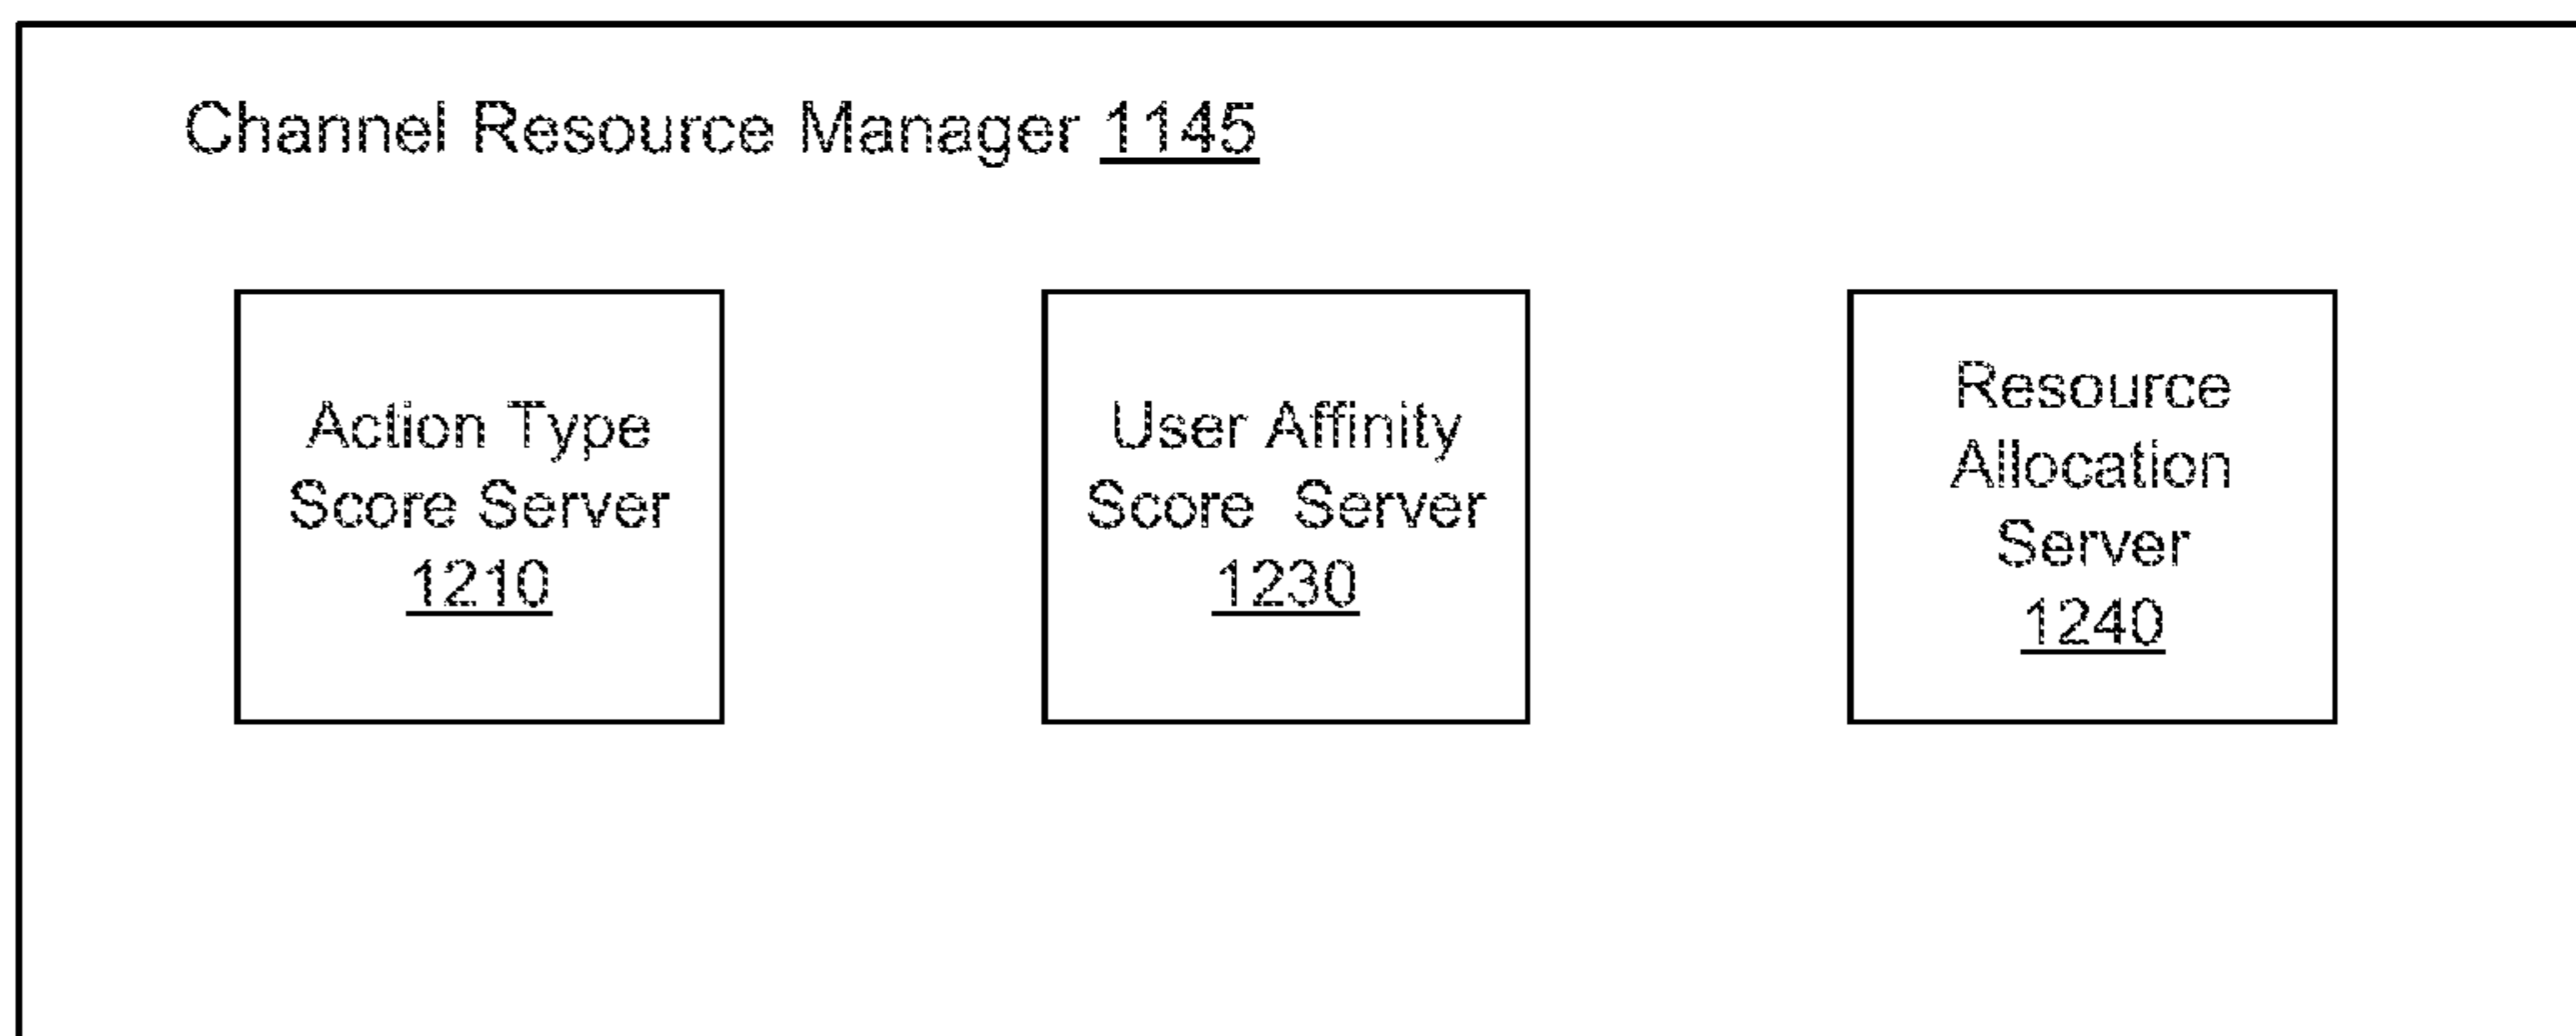 Channel Resource Manager 1145
Action Type
Score Server
1210
User Affinity
Score Server
1230
Resource
Allocation
Server
1240